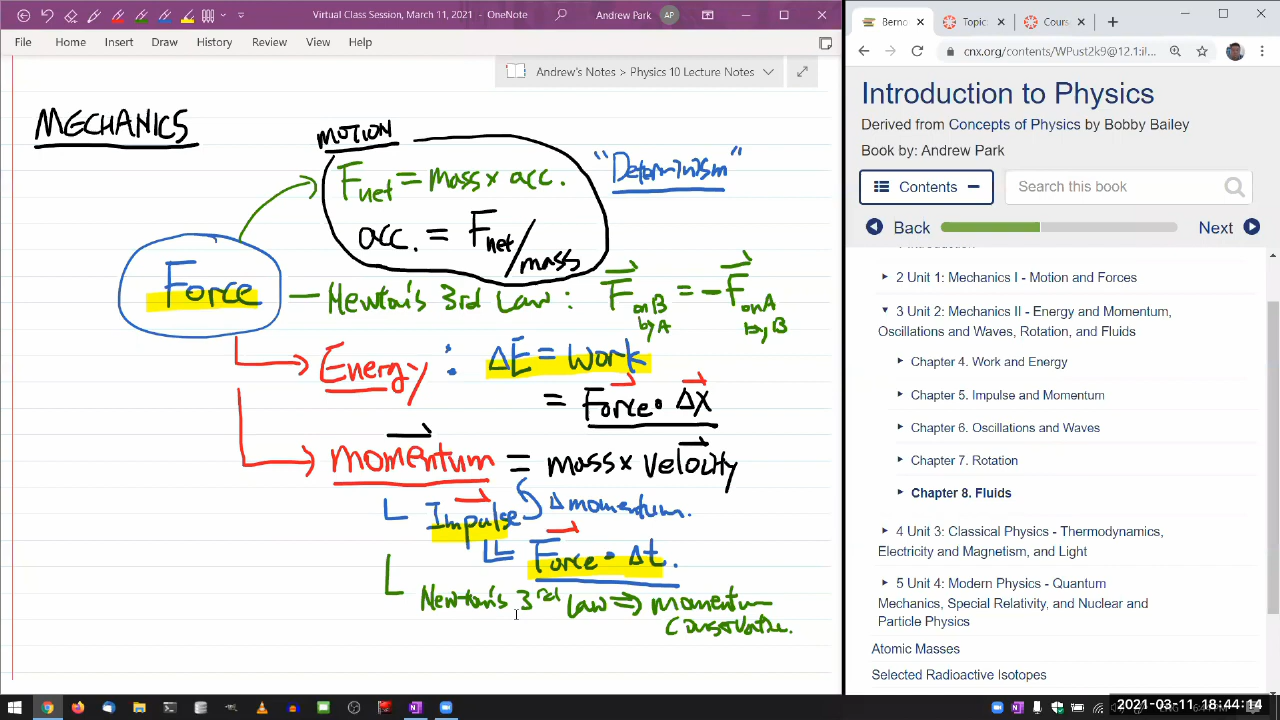 Virtual Class Session, March 11, 2021 - OneNote
Andrew Park
AP
File Home Insert Draw History Review View Help
Andrew's Notes > Physics 10 Lecture Notes
MECHANICS
MOTION
Fnet = mass x acc.
"Determinism"
acc. = Fnet/mass
Force
Newton's 3rd Law : F on B by A = -F on A by B
Energy : ΔE = Work
= Force · Δx
momentum = mass x velocity
Impulse Δmomentum.
Force · Δt.
Newton's 3rd Law ⇒ momentum
Conservation.
Berno
Topic
Cours
cnx.org/contents/WPust2k9@12.1:il...
Introduction to Physics
Derived from Concepts of Physics by Bobby Bailey
Book by: Andrew Park
Contents
Search this book
Back
Next
1 Introduction
2 Unit 1: Mechanics I - Motion and Forces
3 Unit 2: Mechanics II - Energy and Momentum,
Oscillations and Waves, Rotation, and Fluids
Chapter 4. Work and Energy
Chapter 5. Impulse and Momentum
Chapter 6. Oscillations and Waves
Chapter 7. Rotation
Chapter 8. Fluids
4 Unit 3: Classical Physics - Thermodynamics,
Electricity and Magnetism, and Light
5 Unit 4: Modern Physics - Quantum
Mechanics, Special Relativity, and Nuclear and
Particle Physics
Atomic Masses
Selected Radioactive Isotopes
2021-03-11 18:44:14